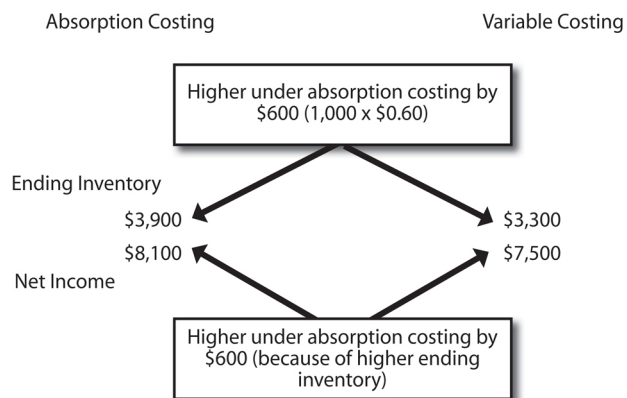 Absorption Costing
Variable Costing
Higher under absorption costing by
$600 (1,000 x $0.60)
Ending Inventory
$3,900
$3,300
$8,100
$7,500
Net Income
Higher under absorption costing by
$600 (because of higher ending
inventory)